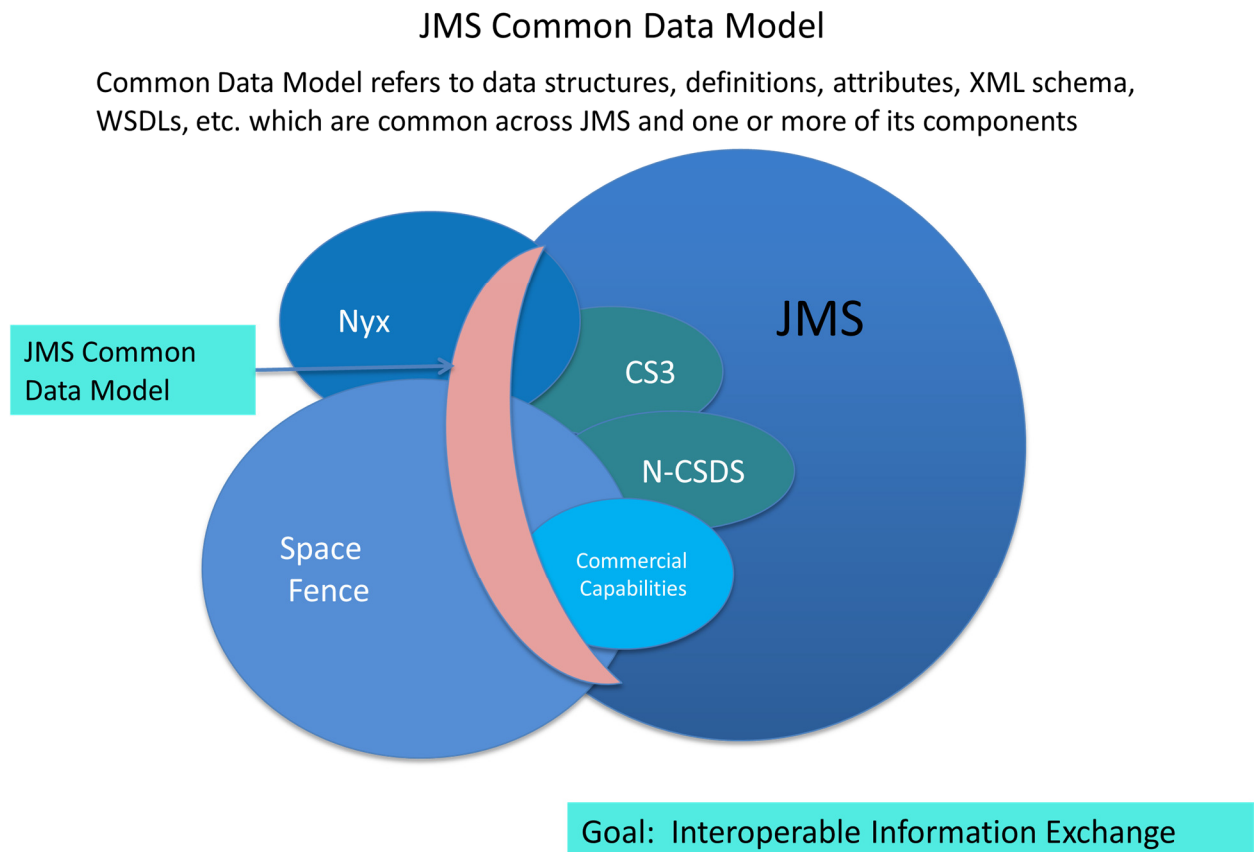 JMS Common Data Model
Common Data Model refers to data structures, definitions, attributes, XML schema,
WSDLs, etc. which are common across JMS and one or more of its components
Nyx
JMS
JMS Common
Data Model
CS3
N-CSDS
Space
Fence
Commercial
Capabilities
Goal:  Interoperable Information Exchange